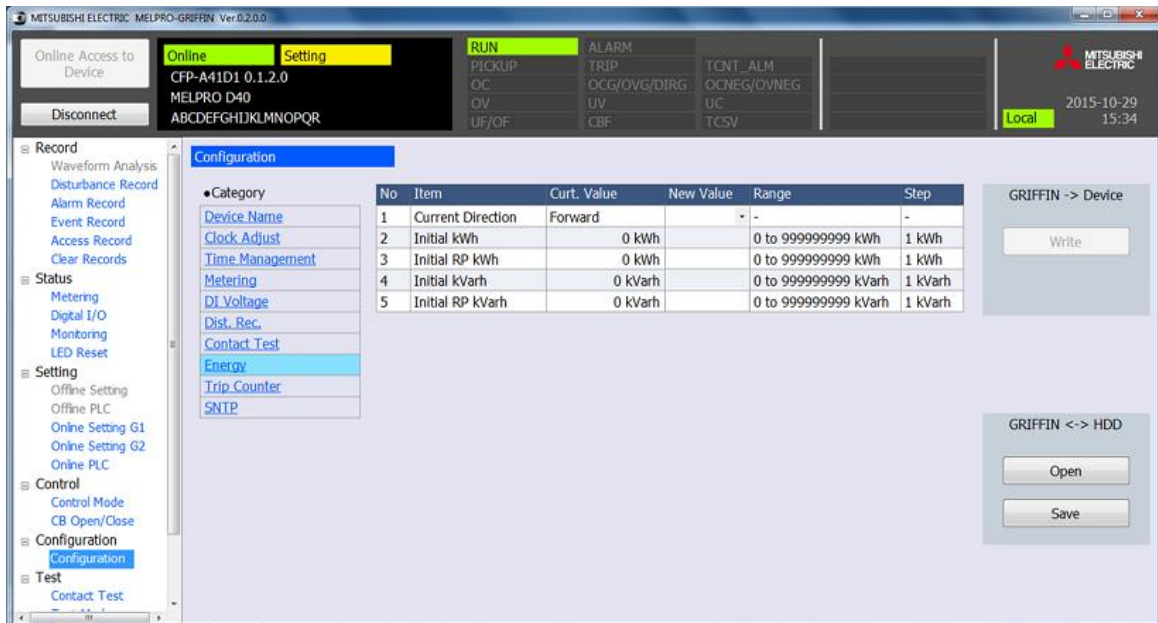 MITSUBISHI ELECTRIC MELPRO-GRIFFIN Ver.0.2.0.0
Online Access to
Device
Disconnect
Online Setting
CFP-A41D1 0.1.2.0
MELPRO D40
ABCDEFGHIJKLMNOPQR
RUN ALARM
PICKUP TRIP TCNT_ALM
OC OCG/OVG/DIRG OCNEG/OVNEG
OV UV UC
UF/OF CBF TCSV
MITSUBISHI
ELECTRIC
2015-10-29
Local 15:34
Record
Waveform Analysis
Disturbance Record
Alarm Record
Event Record
Access Record
Clear Records
Status
Metering
Digital I/O
Monitoring
LED Reset
Setting
Offline Setting
Offline PLC
Online Setting G1
Online Setting G2
Online PLC
Control
Control Mode
CB Open/Close
Configuration
Configuration
Test
Contact Test
Configuration
●Category
Device Name
Clock Adjust
Time Management
Metering
DI Voltage
Dist. Rec.
Contact Test
Energy
Trip Counter
SNTP
No Item Curt. Value New Value Range Step
1 Current Direction Forward - -
2 Initial kWh 0 kWh 0 to 999999999 kWh 1 kWh
3 Initial RP kWh 0 kWh 0 to 999999999 kWh 1 kWh
4 Initial kVarh 0 kVarh 0 to 999999999 kVarh 1 kVarh
5 Initial RP kVarh 0 kVarh 0 to 999999999 kVarh 1 kVarh
GRIFFIN -> Device
Write
GRIFFIN <-> HDD
Open
Save